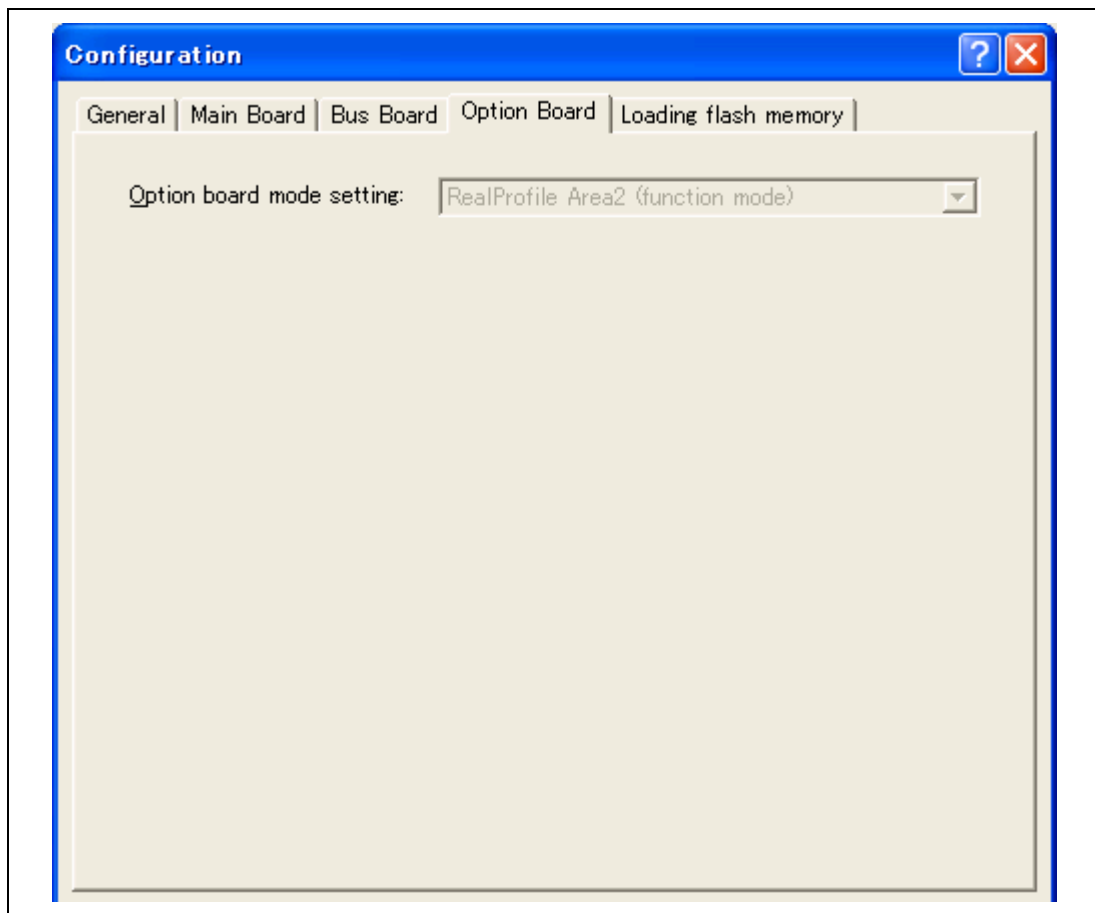 Configuration
General Main Board Bus Board Option Board Loading flash memory
Option board mode setting: RealProfile Area2 (function mode)